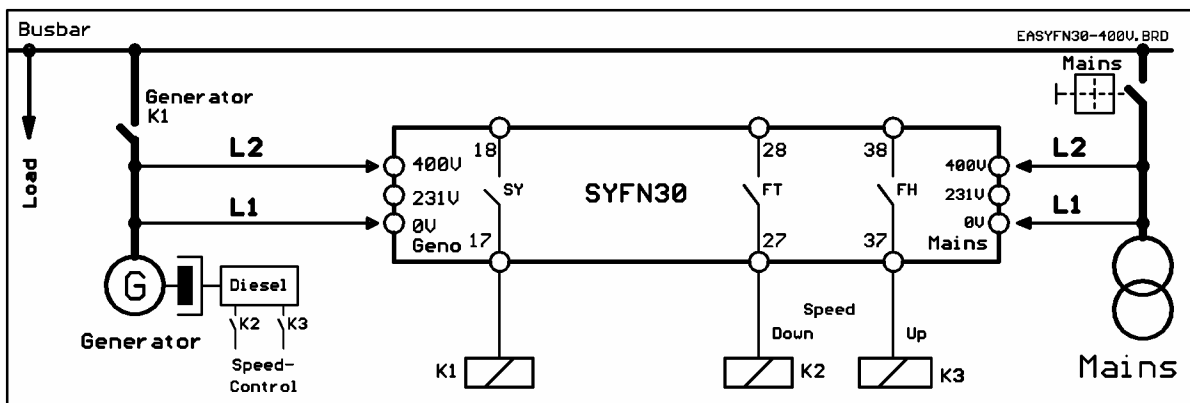 Busbar
EASYFN30-400V.BRD
Mains
Generator
K1
L2
18
28
38
L2
400V
400V
Load
SY
SYFN30
FT
FH
231V
231V
L1
0V
0V
L1
Geno
17
27
37
Mains
G
Diesel
K2
K3
Generator
Speed
Down
Up
Speed-
Control
K1
K2
K3
Mains